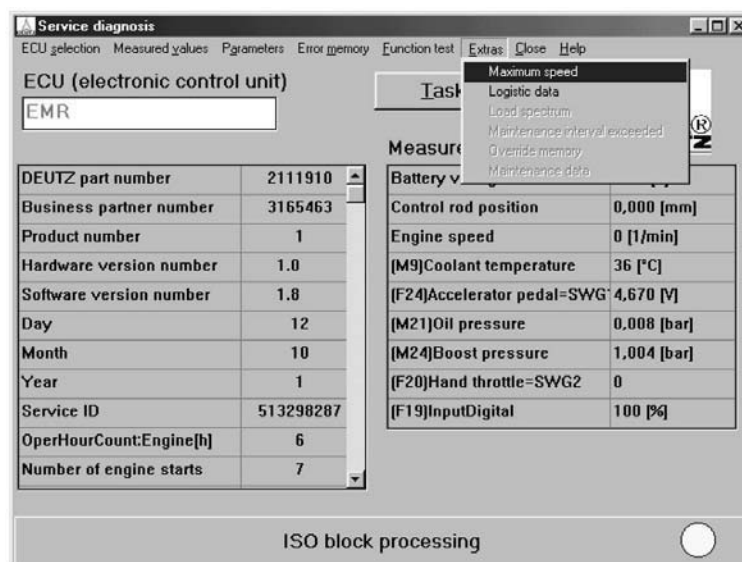 Service diagnosis
ECU selection Measured values Parameters Error memory Function test Extras Close Help
Maximum speed
Logistic data
Load spectrum
Maintenance interval exceeded
Override memory
Maintenance data
ECU (electronic control unit)
EMR
Task
®
DEUTZ part number 2111910
Business partner number 3165463
Product number 1
Hardware version number 1.0
Software version number 1.8
Day 12
Month 10
Year 1
Service ID 513298287
OperHourCount:Engine[h] 6
Number of engine starts 7
Measure
Battery v
Control rod position 0,000 [mm]
Engine speed 0 [1/min]
(M9)Coolant temperature 36 [°C]
(F24)Accelerator pedal=SWG 4,670 [V]
(M21)Oil pressure 0,008 [bar]
(M24)Boost pressure 1,004 [bar]
(F20)Hand throttle=SWG2 0
(F19)InputDigital 100 [%]
ISO block processing